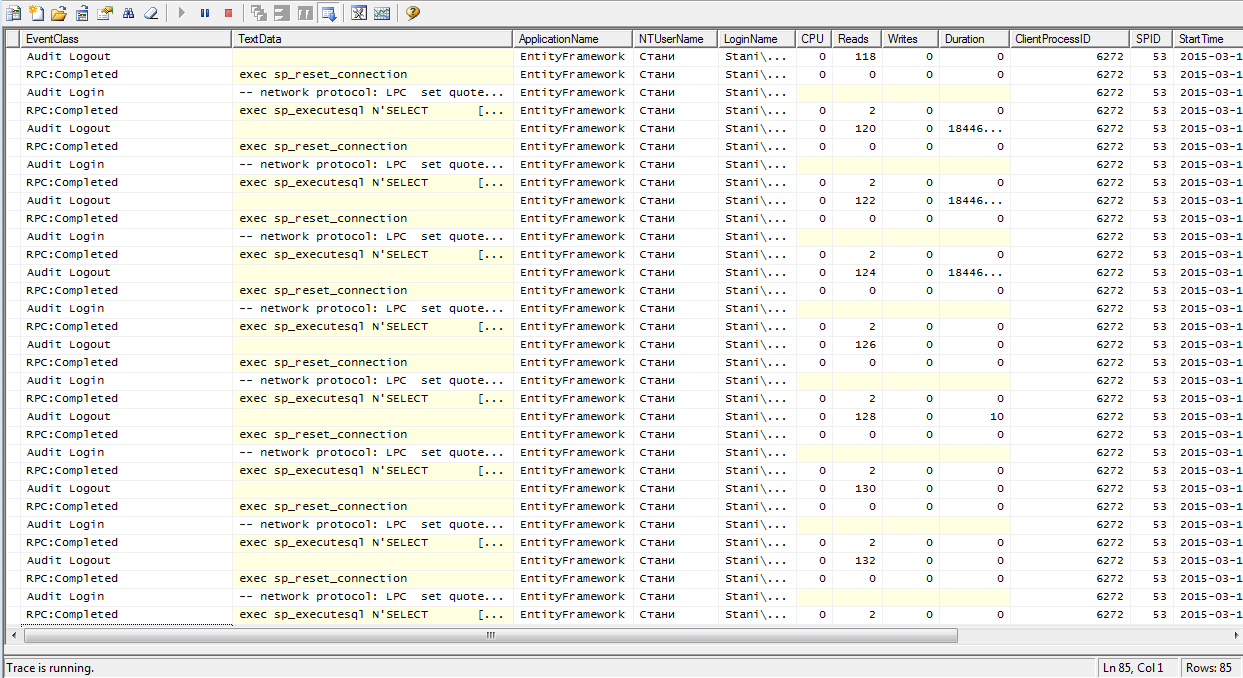 EventClass TextData ApplicationName NTUserName LoginName CPU Reads Writes Duration ClientProcessID SPID StartTime
Audit Logout EntityFramework Стани Stani\... 0 118 0 0 6272 53 2015-03-1
RPC:Completed exec sp_reset_connection EntityFramework Стани Stani\... 0 0 0 0 6272 53 2015-03-1
Audit Login -- network protocol: LPC set quote... EntityFramework Стани Stani\... 6272 53 2015-03-1
RPC:Completed exec sp_executesql N'SELECT [... EntityFramework Стани Stani\... 0 2 0 0 6272 53 2015-03-1
Audit Logout EntityFramework Стани Stani\... 0 120 0 18446... 6272 53 2015-03-1
RPC:Completed exec sp_reset_connection EntityFramework Стани Stani\... 0 0 0 0 6272 53 2015-03-1
Audit Login -- network protocol: LPC set quote... EntityFramework Стани Stani\... 6272 53 2015-03-1
RPC:Completed exec sp_executesql N'SELECT [... EntityFramework Стани Stani\... 0 2 0 0 6272 53 2015-03-1
Audit Logout EntityFramework Стани Stani\... 0 122 0 18446... 6272 53 2015-03-1
RPC:Completed exec sp_reset_connection EntityFramework Стани Stani\... 0 0 0 0 6272 53 2015-03-1
Audit Login -- network protocol: LPC set quote... EntityFramework Стани Stani\... 6272 53 2015-03-1
RPC:Completed exec sp_executesql N'SELECT [... EntityFramework Стани Stani\... 0 2 0 0 6272 53 2015-03-1
Audit Logout EntityFramework Стани Stani\... 0 124 0 18446... 6272 53 2015-03-1
RPC:Completed exec sp_reset_connection EntityFramework Стани Stani\... 0 0 0 0 6272 53 2015-03-1
Audit Login -- network protocol: LPC set quote... EntityFramework Стани Stani\... 6272 53 2015-03-1
RPC:Completed exec sp_executesql N'SELECT [... EntityFramework Стани Stani\... 0 2 0 0 6272 53 2015-03-1
Audit Logout EntityFramework Стани Stani\... 0 126 0 0 6272 53 2015-03-1
RPC:Completed exec sp_reset_connection EntityFramework Стани Stani\... 0 0 0 0 6272 53 2015-03-1
Audit Login -- network protocol: LPC set quote... EntityFramework Стани Stani\... 6272 53 2015-03-1
RPC:Completed exec sp_executesql N'SELECT [... EntityFramework Стани Stani\... 0 2 0 0 6272 53 2015-03-1
Audit Logout EntityFramework Стани Stani\... 0 128 0 10 6272 53 2015-03-1
RPC:Completed exec sp_reset_connection EntityFramework Стани Stani\... 0 0 0 0 6272 53 2015-03-1
Audit Login -- network protocol: LPC set quote... EntityFramework Стани Stani\... 6272 53 2015-03-1
RPC:Completed exec sp_executesql N'SELECT [... EntityFramework Стани Stani\... 0 2 0 0 6272 53 2015-03-1
Audit Logout EntityFramework Стани Stani\... 0 130 0 0 6272 53 2015-03-1
RPC:Completed exec sp_reset_connection EntityFramework Стани Stani\... 0 0 0 0 6272 53 2015-03-1
Audit Login -- network protocol: LPC set quote... EntityFramework Стани Stani\... 6272 53 2015-03-1
RPC:Completed exec sp_executesql N'SELECT [... EntityFramework Стани Stani\... 0 2 0 0 6272 53 2015-03-1
Audit Logout EntityFramework Стани Stani\... 0 132 0 0 6272 53 2015-03-1
RPC:Completed exec sp_reset_connection EntityFramework Стани Stani\... 0 0 0 0 6272 53 2015-03-1
Audit Login -- network protocol: LPC set quote... EntityFramework Стани Stani\... 6272 53 2015-03-1
RPC:Completed exec sp_executesql N'SELECT [... EntityFramework Стани Stani\... 0 2 0 0 6272 53 2015-03-1
Trace is running. Ln 85, Col 1 Rows: 85